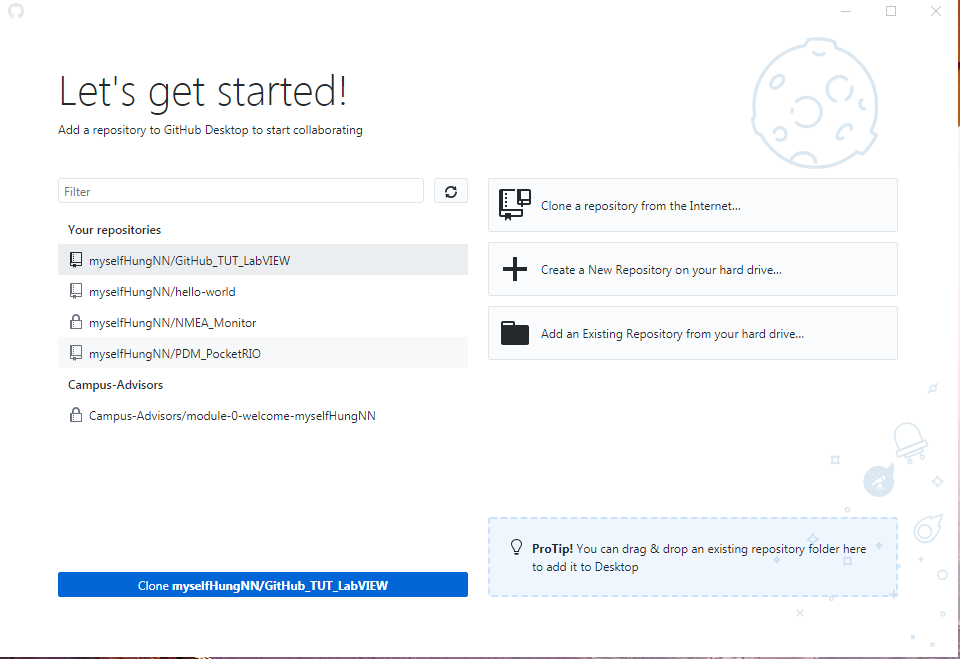 Let's get started!
Add a repository to GitHub Desktop to start collaborating
Filter
Your repositories
myselfHungNN/GitHub_TUT_LabVIEW
myselfHungNN/hello-world
myselfHungNN/NMEA_Monitor
myselfHungNN/PDM_PocketRIO
Campus-Advisors
Campus-Advisors/module-0-welcome-myselfHungNN
Clone myselfHungNN/GitHub_TUT_LabVIEW
Clone a repository from the Internet...
Create a New Repository on your hard drive...
Add an Existing Repository from your hard drive...
ProTip! You can drag & drop an existing repository folder here
to add it to Desktop